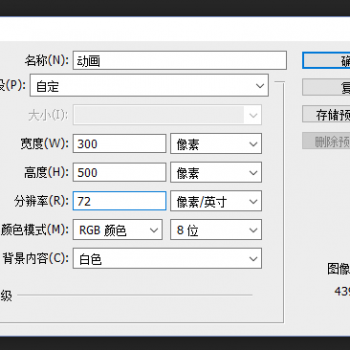 名称(N): 动画 确
设(P): 自定 复
大小(I): 存储预
宽度(W): 300 像素 删除预
高度(H): 500 像素
分辨率(R): 72 像素/英寸
颜色模式(M): RGB 颜色 8 位
背景内容(C): 白色 图像
级 439